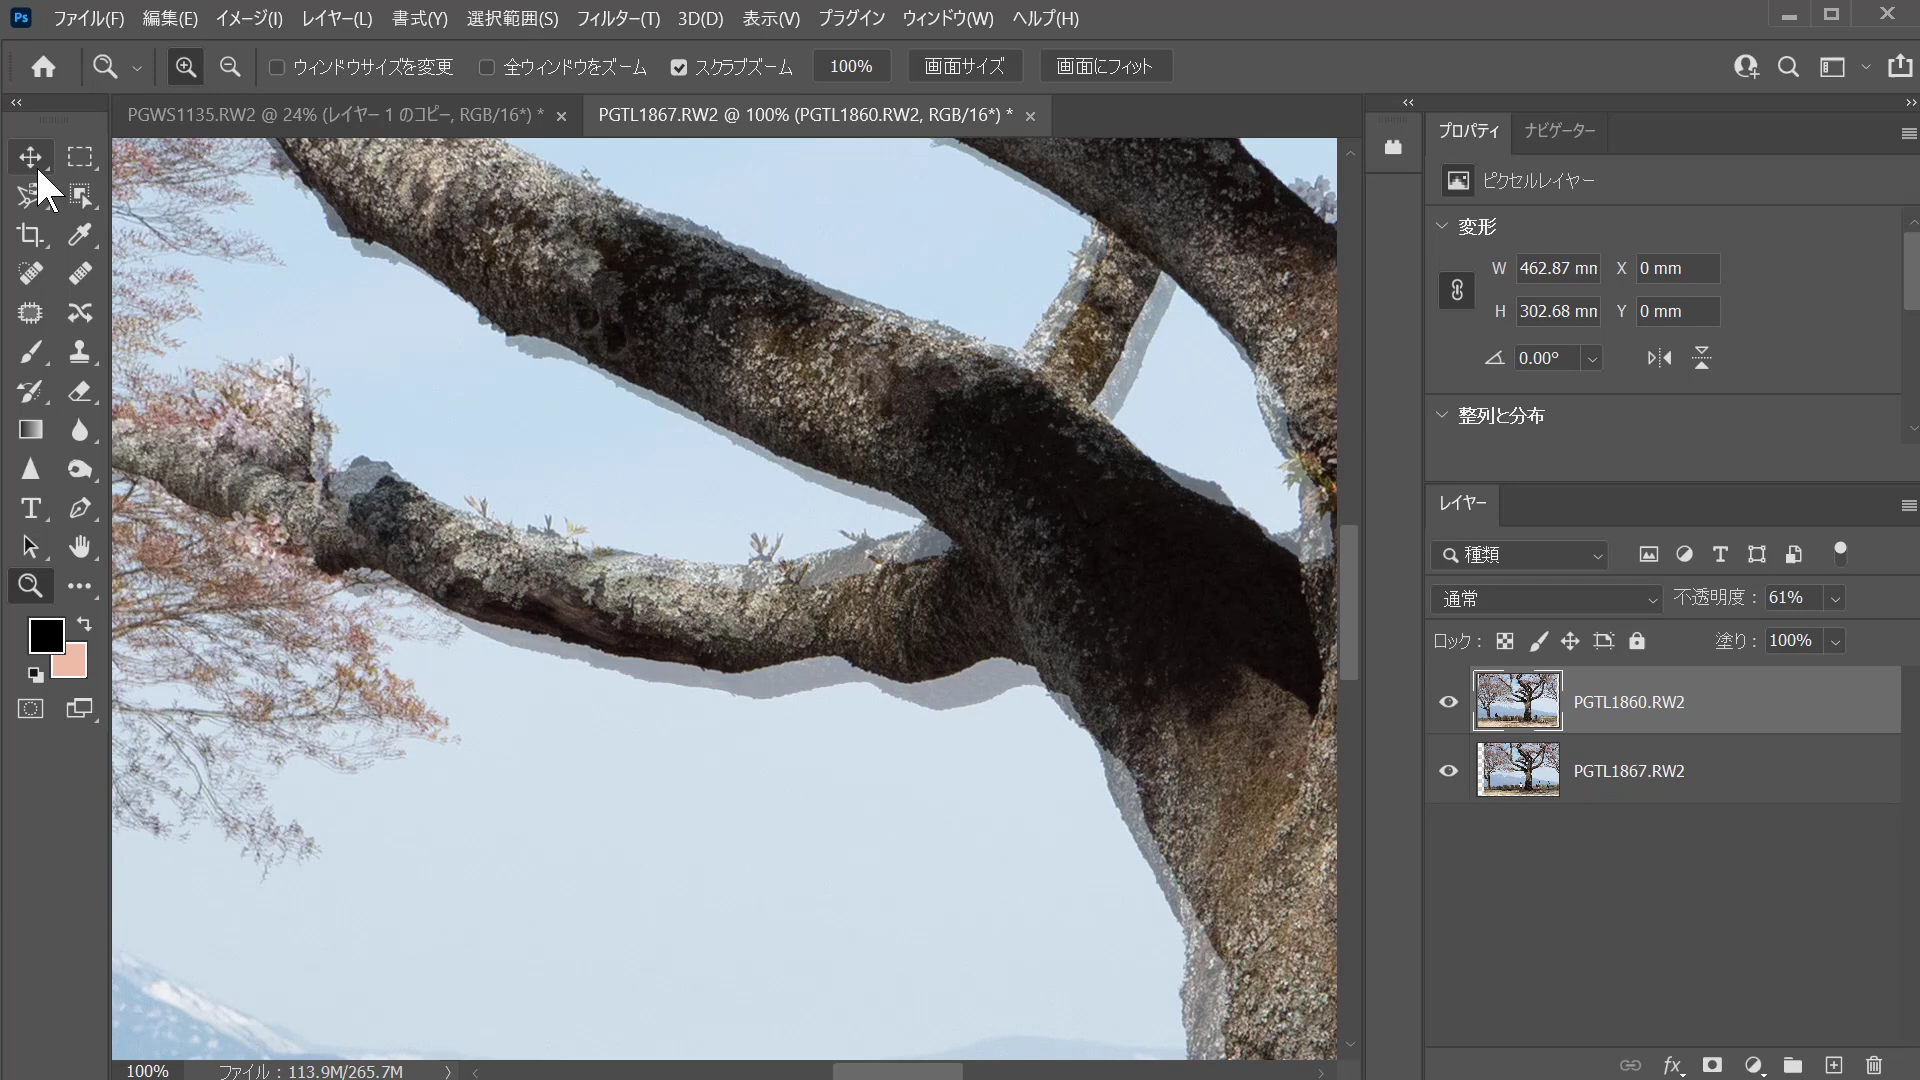 Ps ファイル(F) 編集(E) イメージ(I) レイヤー(L) 書式(Y) 選択範囲(S) フィルター(T) 3D(D) 表示(V) プラグイン ウィンドウ(W) ヘルプ(H)
ウィンドウサイズを変更 全ウィンドウをズーム スクラブズーム 100% 画面サイズ 画面にフィット
PGWS1135.RW2 @ 24% (レイヤー 1 のコピー, RGB/16*) * PGTL1867.RW2 @ 100% (PGTL1860.RW2, RGB/16*) *
プロパティ ナビゲーター
ピクセルレイヤー
変形
W 462.87 mm X 0 mm
H 302.68 mm Y 0 mm
0.00°
整列と分布
レイヤー
種類
通常 不透明度 : 61%
ロック : 塗り : 100%
PGTL1860.RW2
PGTL1867.RW2
fx
100% ファイル : 113.9M/265.7M